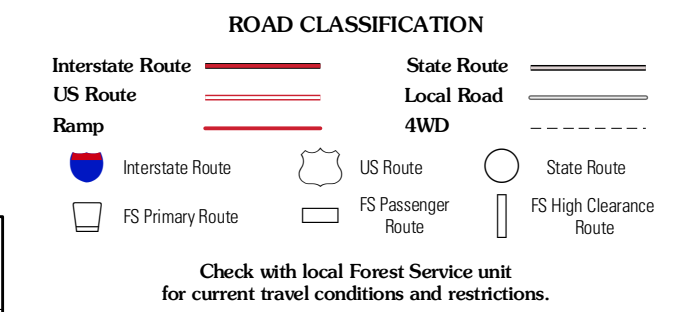 ROAD CLASSIFICATION
Interstate Route
State Route
US Route
Local Road
Ramp
4WD
Interstate Route
US Route
State Route
FS Primary Route
FS Passenger
Route
FS High Clearance
Route
Check with local Forest Service unit
for current travel conditions and restrictions.